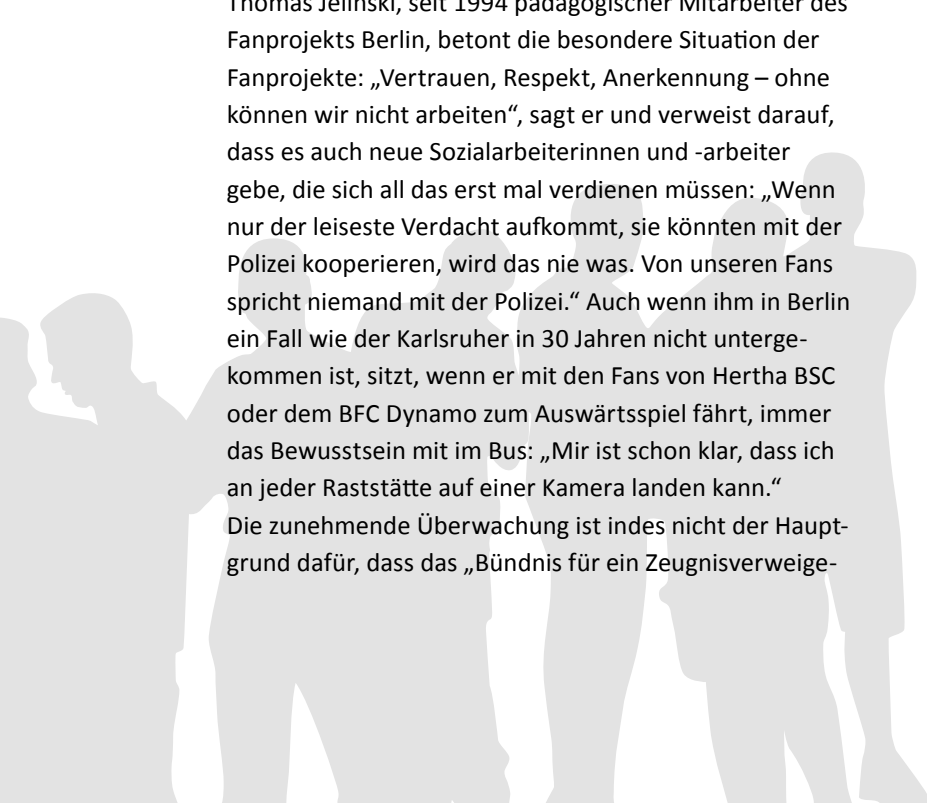 Thomas Jelinski, seit 1994 pädagogischer Mitarbeiter des
Fanprojekts Berlin, betont die besondere Situation der
Fanprojekte: „Vertrauen, Respekt, Anerkennung – ohne
können wir nicht arbeiten“, sagt er und verweist darauf,
dass es auch neue Sozialarbeiterinnen und -arbeiter
gebe, die sich all das erst mal verdienen müssen: „Wenn
nur der leiseste Verdacht aufkommt, sie könnten mit der
Polizei kooperieren, wird das nie was. Von unseren Fans
spricht niemand mit der Polizei.“ Auch wenn ihm in Berlin
ein Fall wie der Karlsruher in 30 Jahren nicht unterge-
kommen ist, sitzt, wenn er mit den Fans von Hertha BSC
oder dem BFC Dynamo zum Auswärtsspiel fährt, immer
das Bewusstsein mit im Bus: „Mir ist schon klar, dass ich
an jeder Raststätte auf einer Kamera landen kann.“
Die zunehmende Überwachung ist indes nicht der Haupt-
grund dafür, dass das „Bündnis für ein Zeugnisverweige-